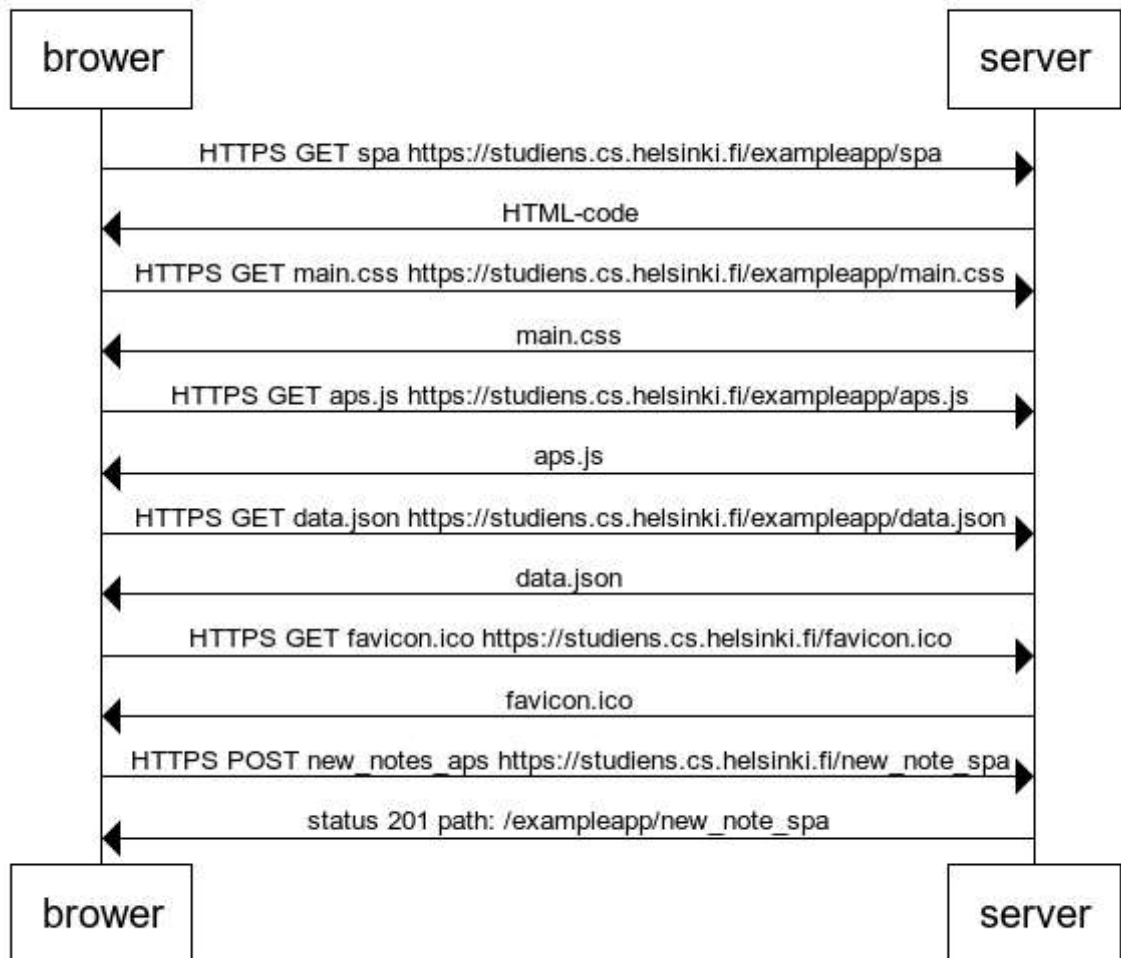 brower
server
HTTPS GET spa https://studiens.cs.helsinki.fi/exampleapp/spa
HTML-code
HTTPS GET main.css https://studiens.cs.helsinki.fi/exampleapp/main.css
main.css
HTTPS GET aps.js https://studiens.cs.helsinki.fi/exampleapp/aps.js
aps.js
HTTPS GET data.json https://studiens.cs.helsinki.fi/exampleapp/data.json
data.json
HTTPS GET favicon.ico https://studiens.cs.helsinki.fi/favicon.ico
favicon.ico
HTTPS POST new_notes_aps https://studiens.cs.helsinki.fi/new_note_spa
status 201 path: /exampleapp/new_note_spa
brower
server